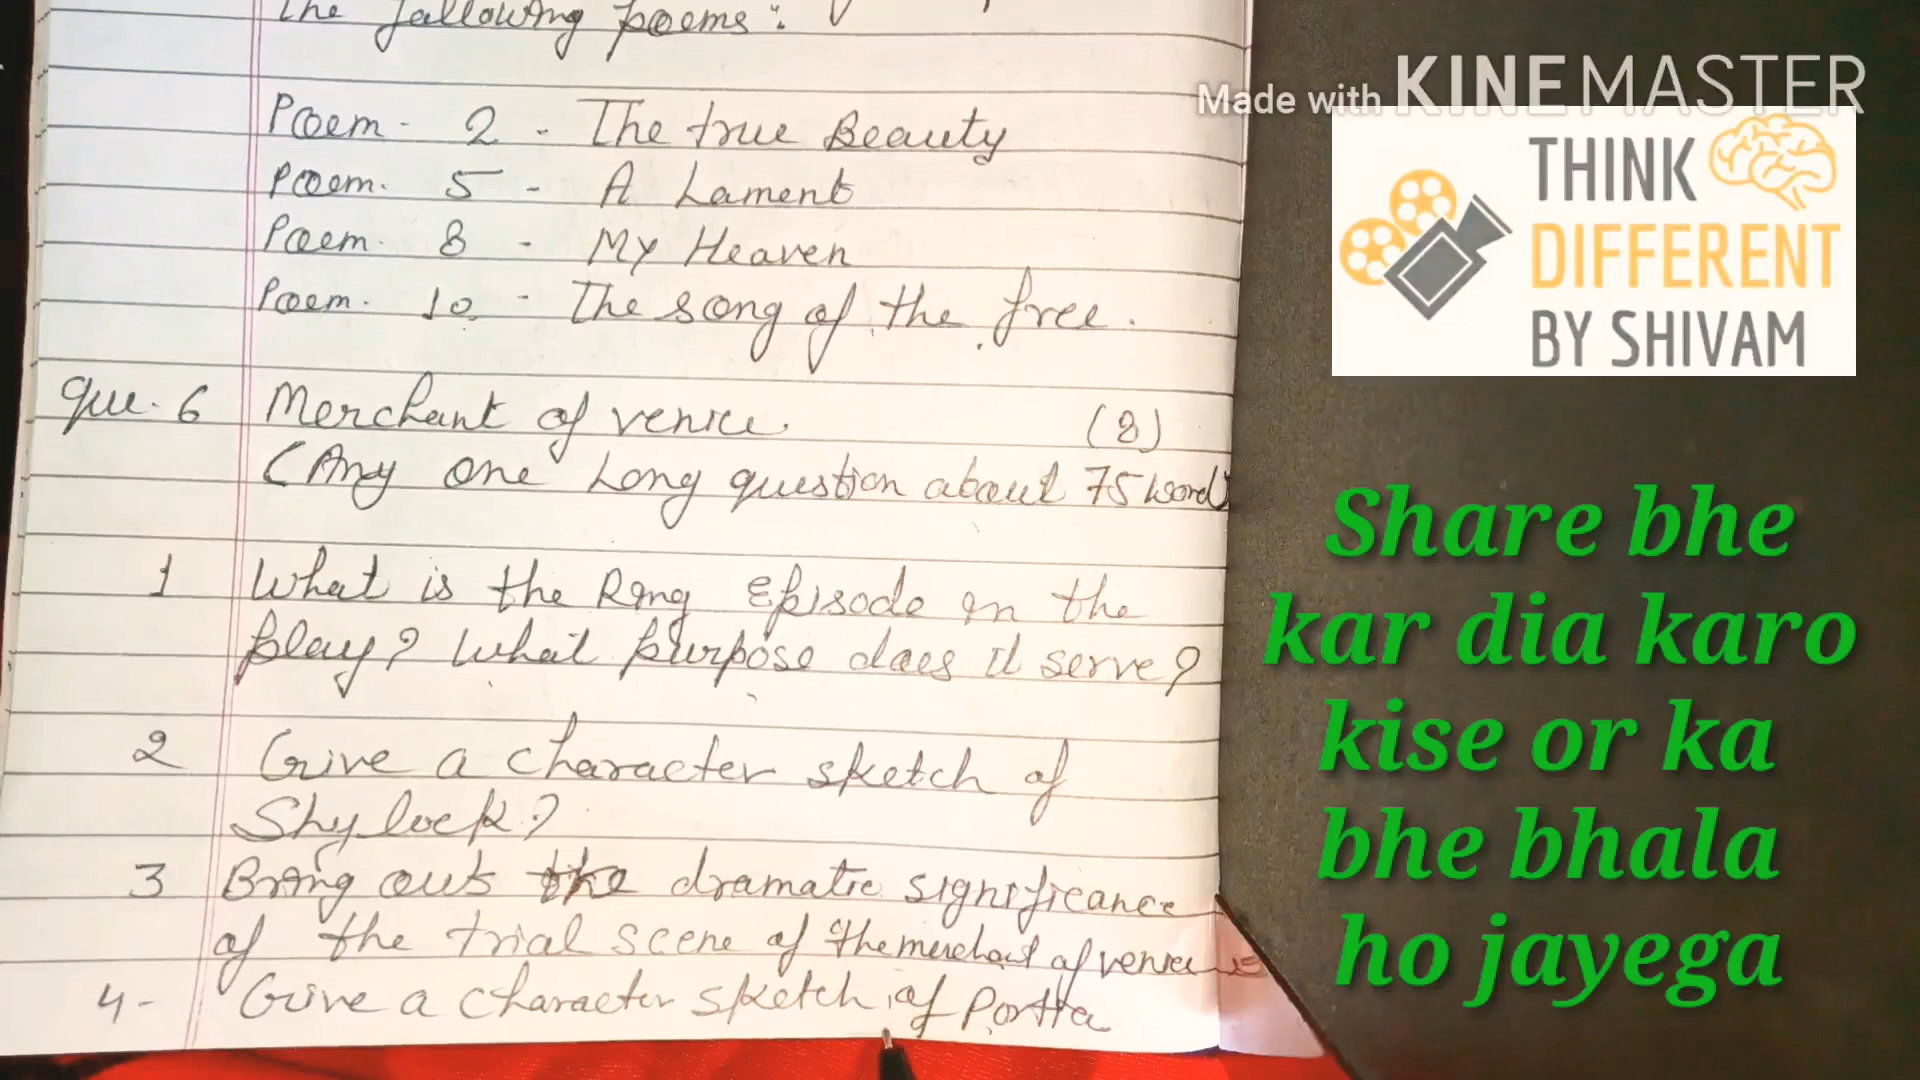 the following poems:
Poem - 2 - The true Beauty
Poem. 5 - A Lament
Poem. 8 - My Heaven
Poem. 10 - The song of the free.
que. 6 Merchant of venice. (8)
(Any one Long question about 75 word)
1 What is the Ring Episode in the
play? What purpose does it serve?
2 Give a character sketch of
Shylock?
3 Bring out the dramatic significance
of the trial scene of the merchant of venice
4- Give a character sketch of Portia
Made with KINEMASTER
THINK
DIFFERENT
BY SHIVAM
Share bhe
kar dia karo
kise or ka
bhe bhala
ho jayega